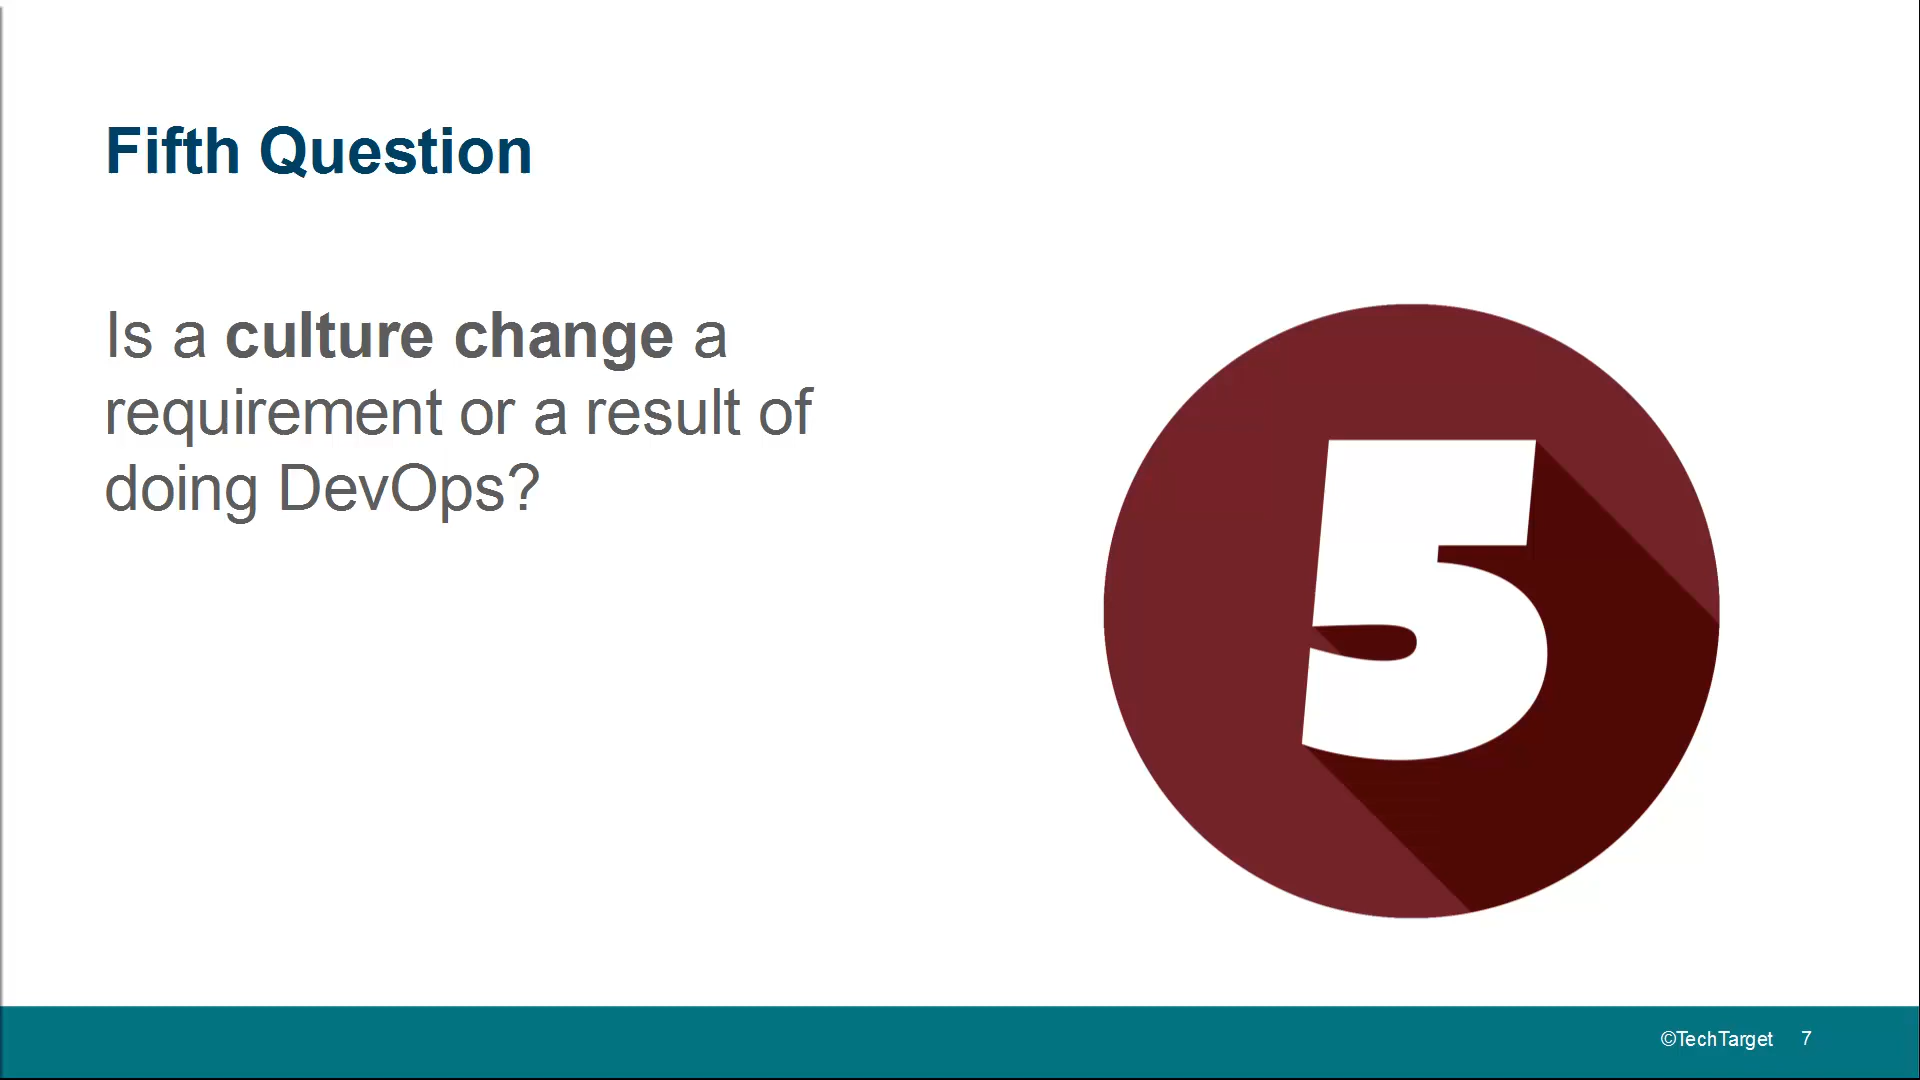 Fifth Question
Is a culture change a
requirement or a result of
doing DevOps?
5
©TechTarget 7